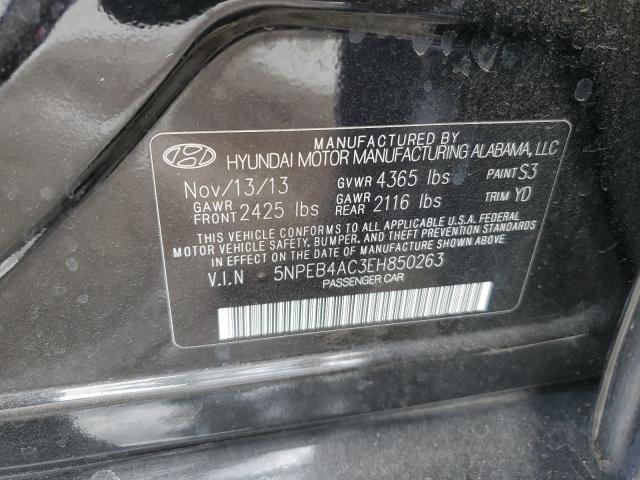 MANUFACTURED BY
HYUNDAI MOTOR MANUFACTURING ALABAMA, LLC
Nov/13/13 GVWR 4365 lbs PAINT S3
GAWR FRONT 2425 lbs GAWR REAR 2116 lbs TRIM YD
THIS VEHICLE CONFORMS TO ALL APPLICABLE U.S.A. FEDERAL
MOTOR VEHICLE SAFETY, BUMPER, AND THEFT PREVENTION STANDARDS
IN EFFECT ON THE DATE OF MANUFACTURE SHOWN ABOVE.
V.I.N 5NPEB4AC3EH850263
PASSENGER CAR